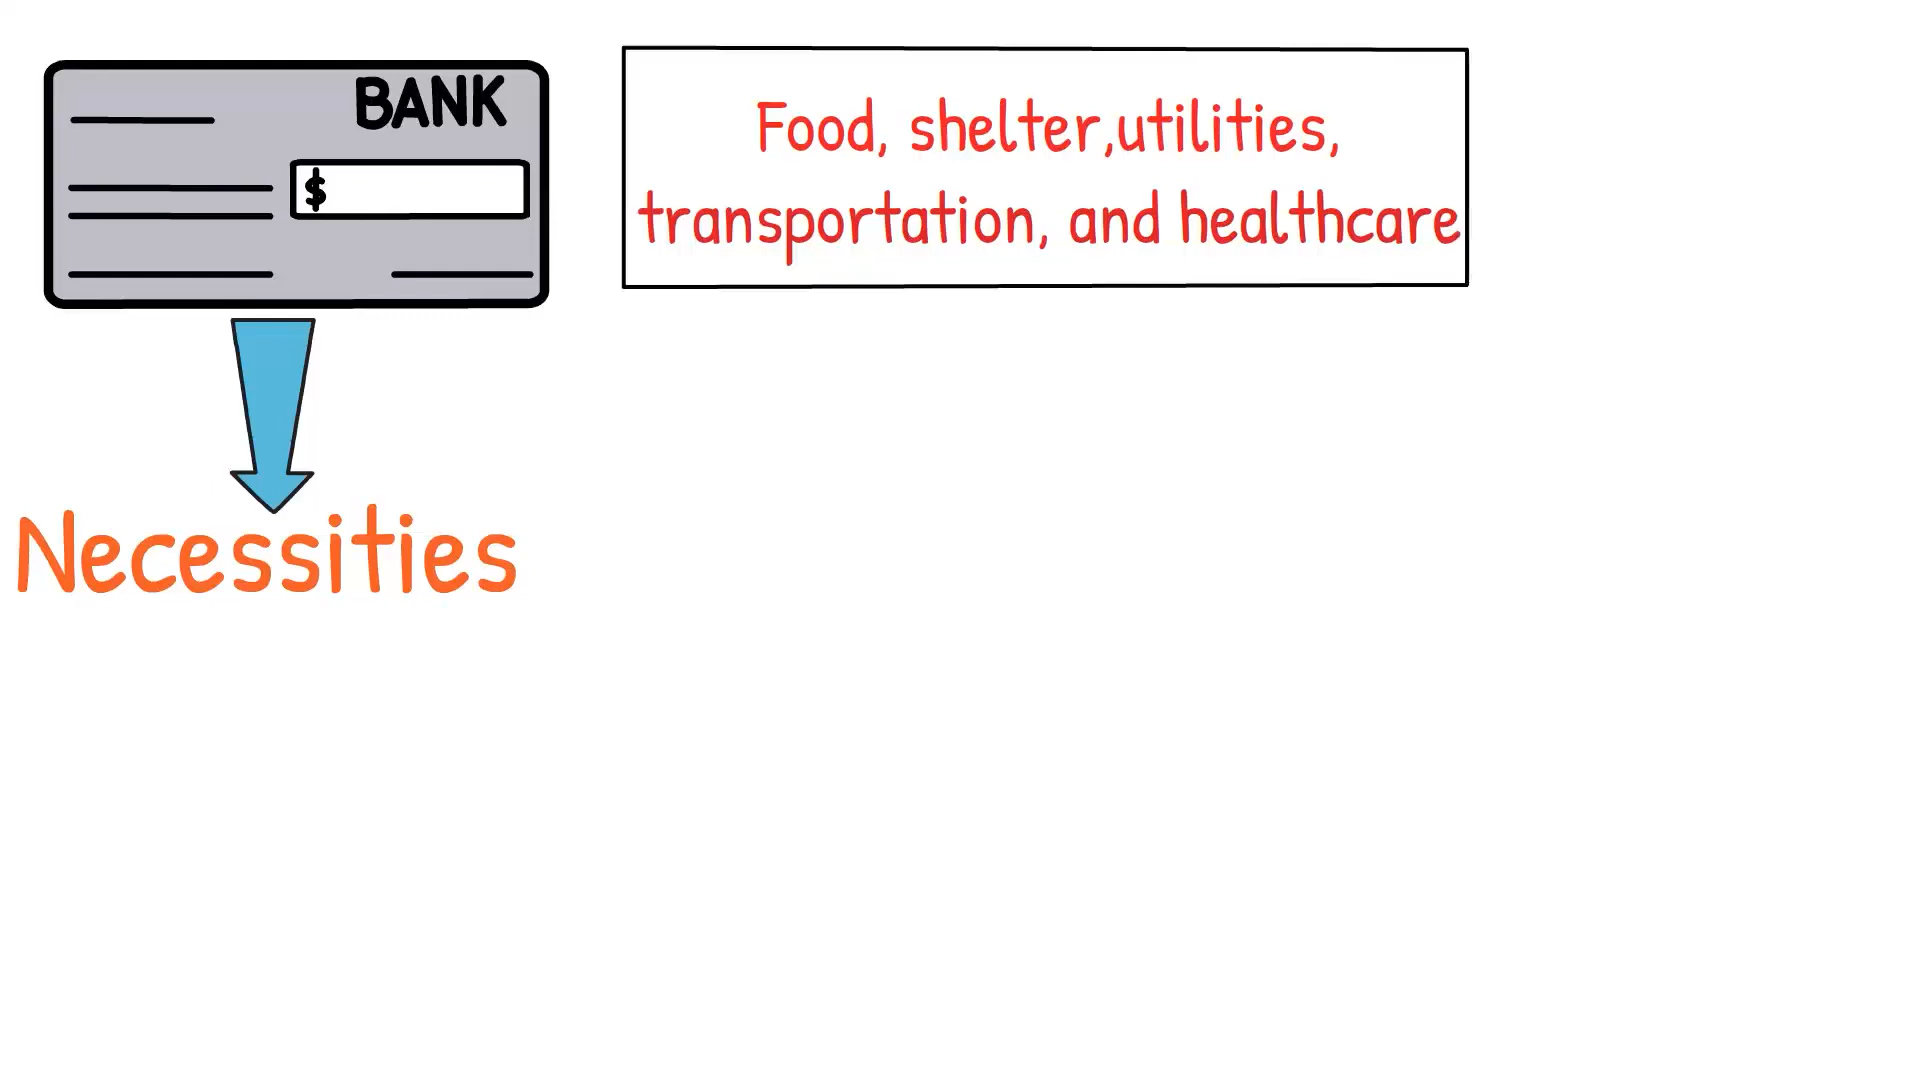 BANK
$
Food, shelter,utilities,
transportation, and healthcare
Necessities